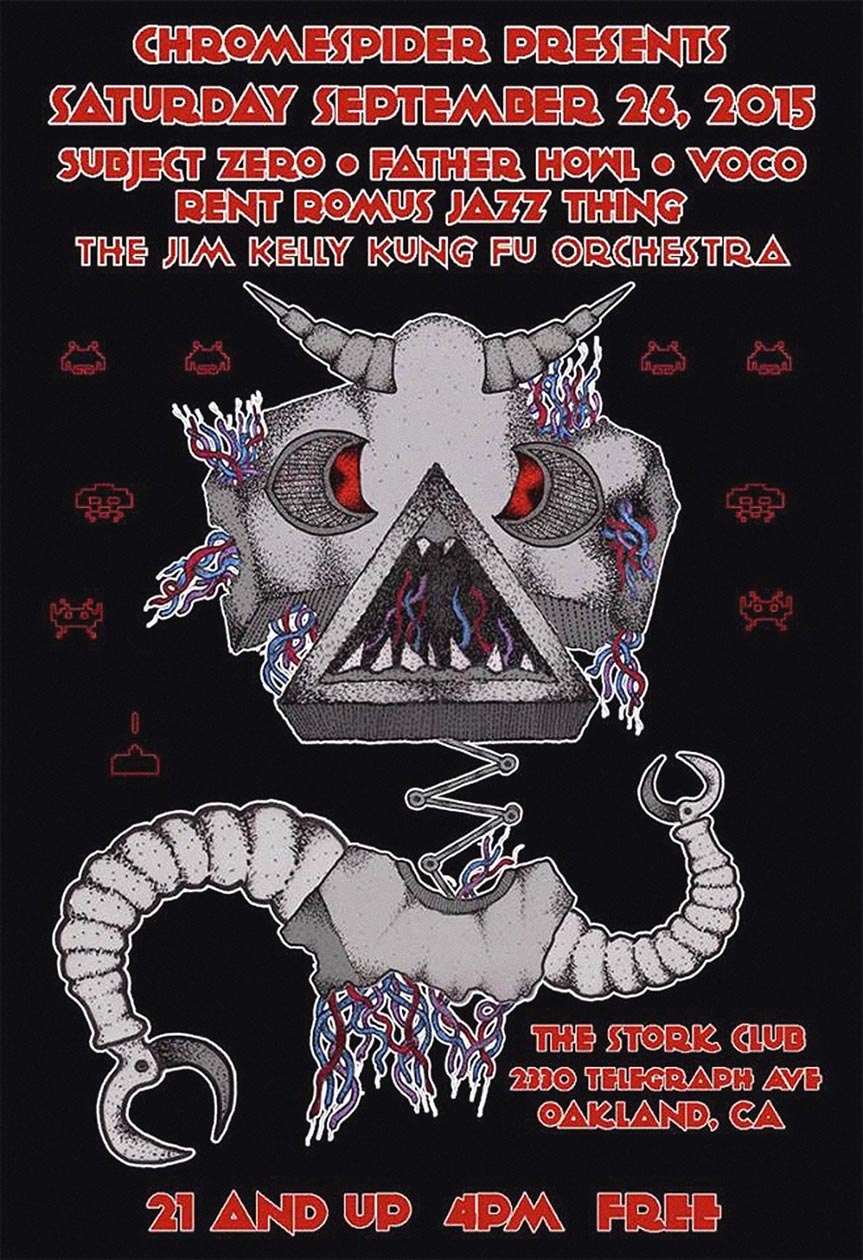 CHROMESPIDER PRESENTS
SATURDAY SEPTEMBER 26, 2015
SUBJECT ZERO • FATHER HOWL • VOCO
RENT ROMUS JAZZ THING
THE JIM KELLY KUNG FU ORCHESTRA
THE STORK CLUB
2330 TELEGRAPH AVE
OAKLAND, CA
21 AND UP 4PM FREE